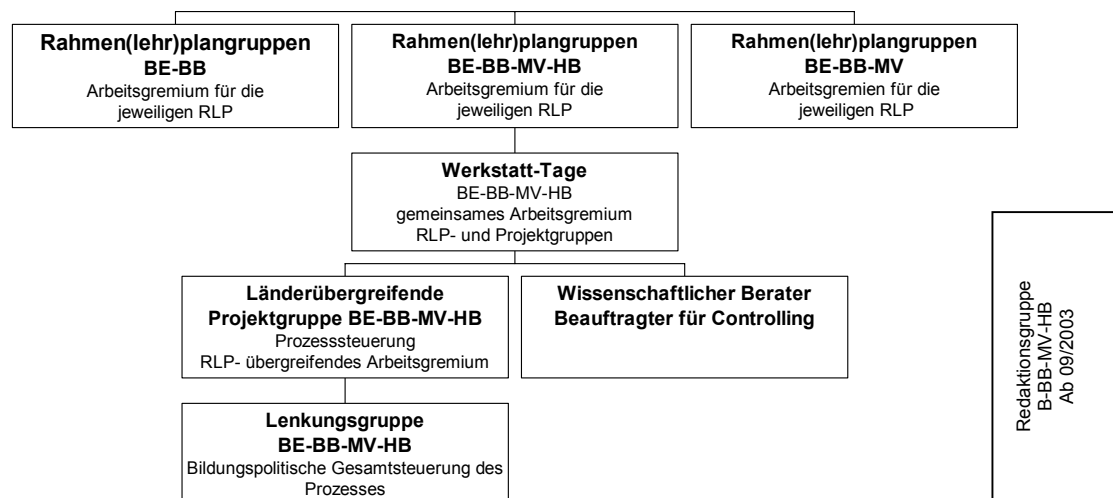 Rahmen(lehr)plangruppen
BE-BB
Arbeitsgremium für die
jeweiligen RLP
Rahmen(lehr)plangruppen
BE-BB-MV-HB
Arbeitsgremium für die
jeweiligen RLP
Rahmen(lehr)plangruppen
BE-BB-MV
Arbeitsgremien für die
jeweiligen RLP
Werkstatt-Tage
BE-BB-MV-HB
gemeinsames Arbeitsgremium
RLP- und Projektgruppen
Länderübergreifende
Projektgruppe BE-BB-MV-HB
Prozesssteuerung
RLP- übergreifendes Arbeitsgremium
Wissenschaftlicher Berater
Beauftragter für Controlling
Lenkungsgruppe
BE-BB-MV-HB
Bildungspolitische Gesamtsteuerung des
Prozesses
Redaktionsgruppe
B-BB-MV-HB
Ab 09/2003